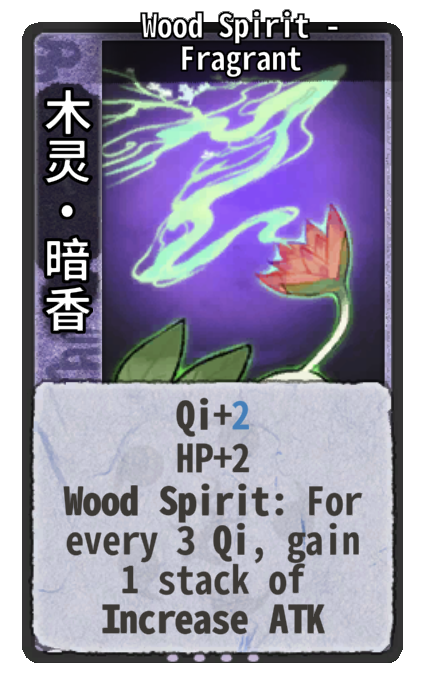 Wood Spirit -
Fragrant
木灵・暗香
Qi+2
HP+2
Wood Spirit: For
every 3 Qi, gain
1 stack of
Increase ATK